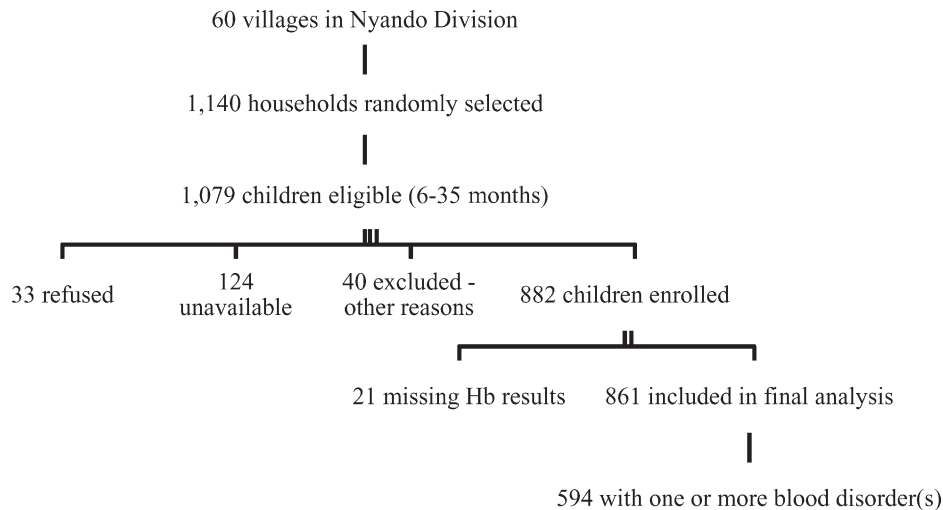 60 villages in Nyando Division
1,140 households randomly selected
1,079 children eligible (6-35 months)
33 refused
124
unavailable
40 excluded -
other reasons
882 children enrolled
21 missing Hb results
861 included in final analysis
594 with one or more blood disorder(s)